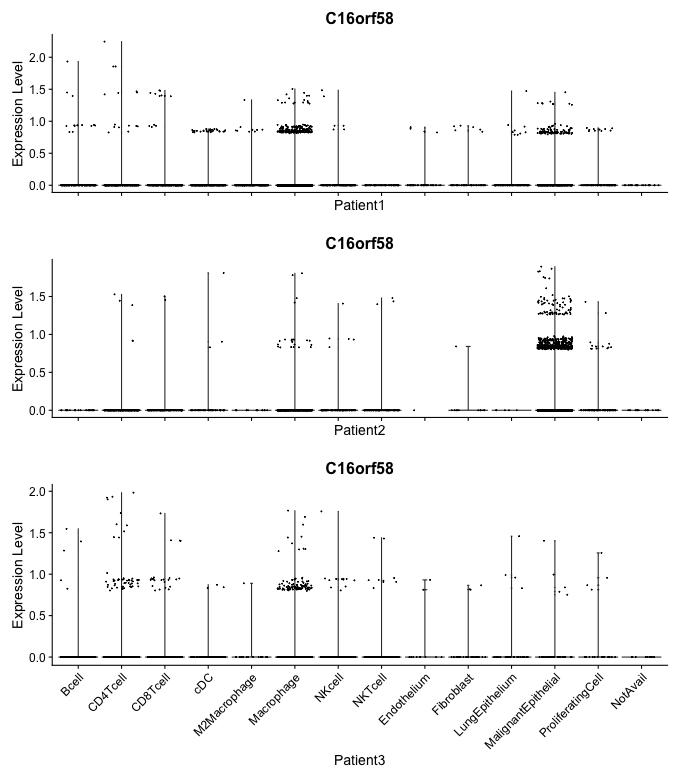 C16orf58
Expression Level
2.0
1.5
1.0
0.5
0.0
Patient1
C16orf58
Expression Level
1.5
1.0
0.5
0.0
Patient2
C16orf58
Expression Level
2.0
1.5
1.0
0.5
0.0
Bcell
CD4Tcell
CD8Tcell
cDC
M2Macrophage
Macrophage
NKcell
NKTcell
Endothelium
Fibroblast
LungEpithelium
MalignantEpithelial
ProliferatingCell
NotAvail
Patient3